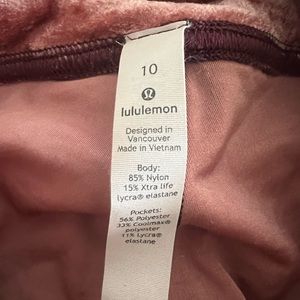 10
lululemon
Designed in
Vancouver
Made in Vietnam
Body:
85% Nylon
15% Xtra life
lycra® elastane
Pockets:
56% Polyester
33% Coolmax®
polyester
11% Lycra®
elastane